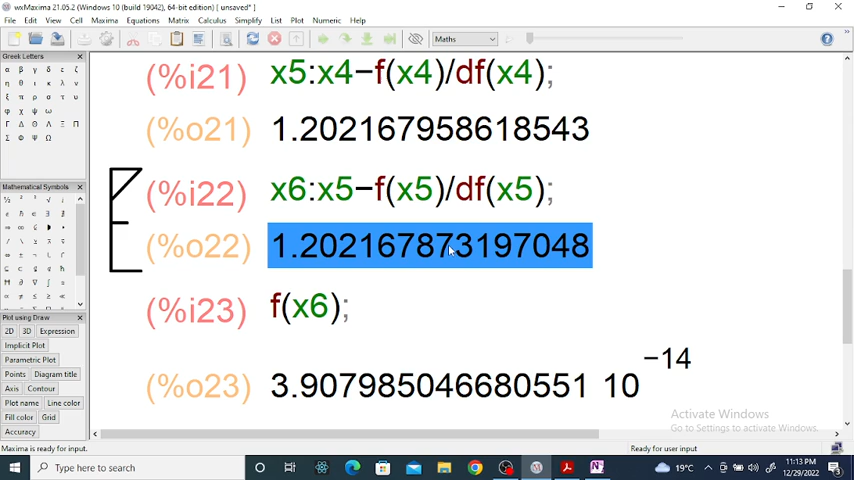 wxMaxima 21.05.2 (Windows 10 (build 19042), 64-bit edition) [ unsaved* ]
File Edit View Cell Maxima Equations Matrix Calculus Simplify List Plot Numeric Help
Maths
Greek Letters
α β γ δ ε ζ
η θ ι κ λ ν
ξ π ρ σ τ υ
φ χ ψ ω
Γ Δ Θ Λ Ξ Π
Σ Φ Ψ Ω
Mathematical Symbols
Plot using Draw
2D 3D Expression
Implicit Plot
Parametric Plot
Points Diagram title
Axis Contour
Plot name Line color
Fill color Grid
Accuracy
(%i21) x5:x4−f(x4)/df(x4);
(%o21) 1.202167958618543
(%i22) x6:x5−f(x5)/df(x5);
(%o22) 1.202167873197048
(%i23) f(x6);
(%o23) 3.907985046680551 10
−14
Activate Windows
Go to Settings to activate Windows.
Maxima is ready for input.
Ready for user input
Type here to search
19°C
11:13 PM
12/29/2022